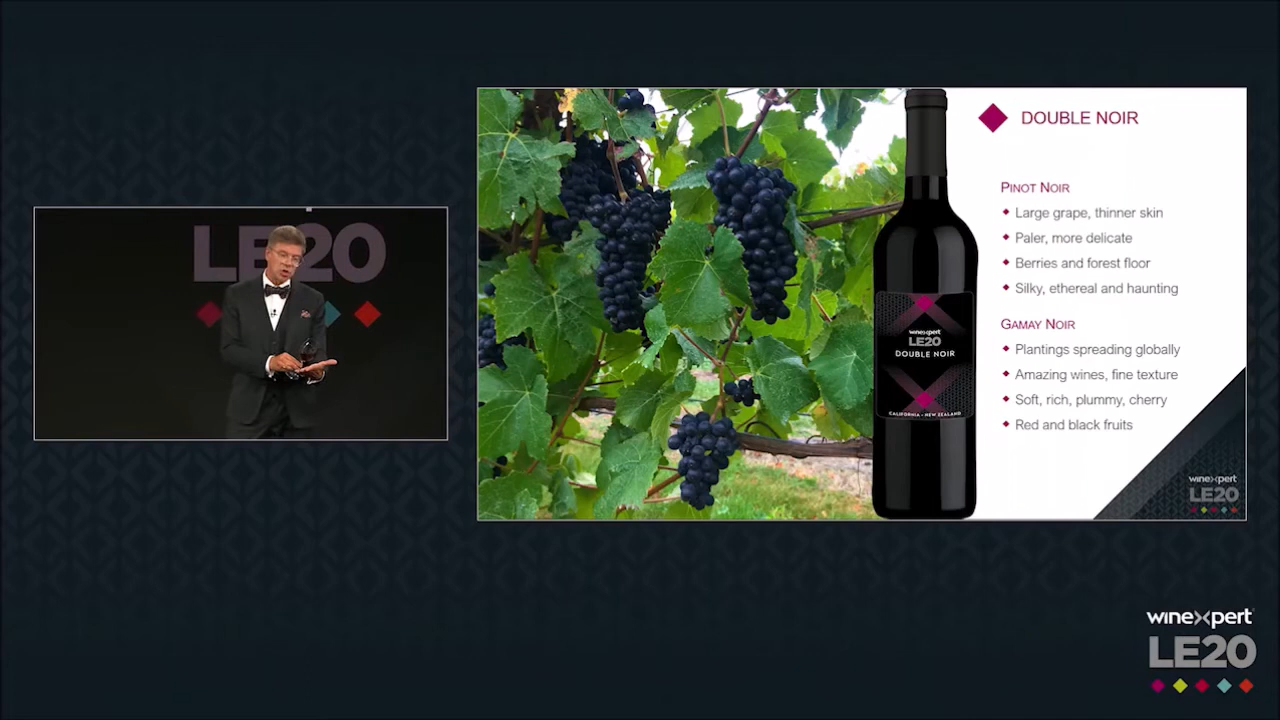 LE20
DOUBLE NOIR
PINOT NOIR
Large grape, thinner skin
Paler, more delicate
Berries and forest floor
Silky, ethereal and haunting
GAMAY NOIR
Plantings spreading globally
Amazing wines, fine texture
Soft, rich, plummy, cherry
Red and black fruits
winexpert
LE20
DOUBLE NOIR
CALIFORNIA • NEW ZEALAND
winexpert
LE20
winexpert
LE20